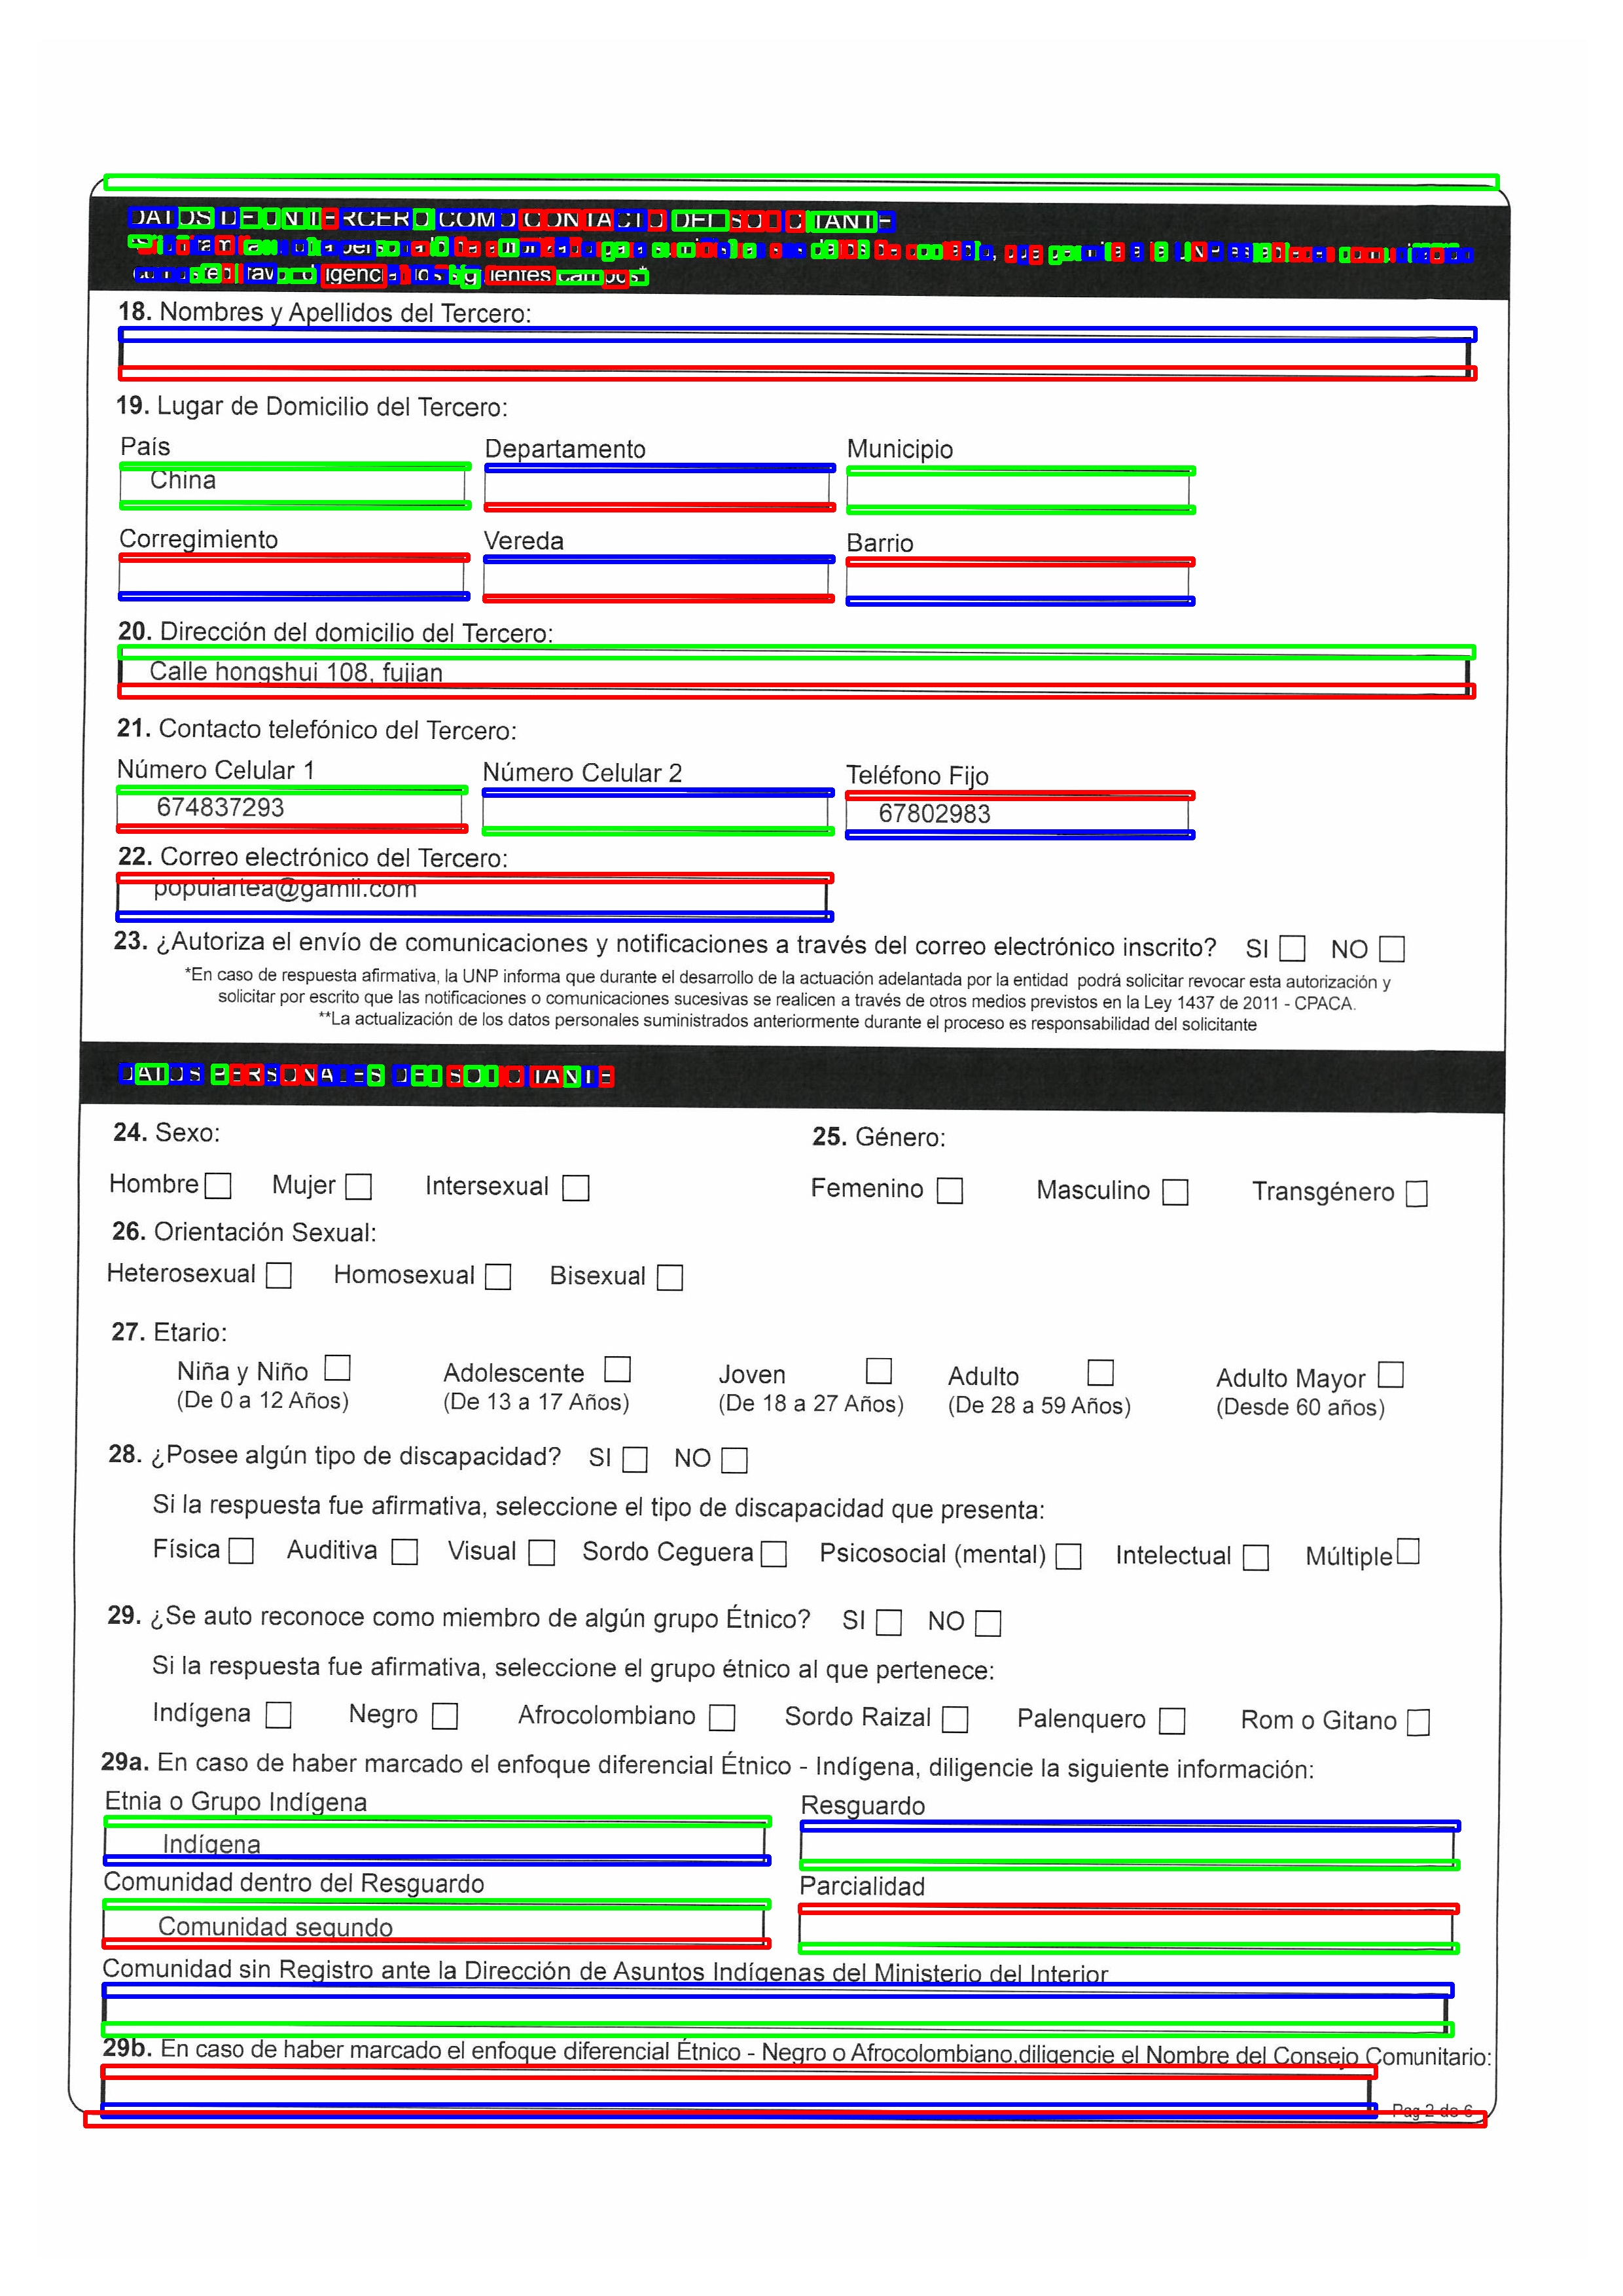 DATOS DE UN TERCERO COMO CONTACTO DEL SOLICITANTE
siguientes campos*
18. Nombres y Apellidos del Tercero:
19. Lugar de Domicilio del Tercero:
País Departamento Municipio
China
Corregimiento Vereda Barrio
20. Dirección del domicilio del Tercero:
Calle hongshui 108, fujian
21. Contacto telefónico del Tercero:
Número Celular 1 Número Celular 2 Teléfono Fijo
674837293 67802983
22. Correo electrónico del Tercero:
populartea@gamil.com
23. ¿Autoriza el envío de comunicaciones y notificaciones a través del correo electrónico inscrito? SI NO
*En caso de respuesta afirmativa, la UNP informa que durante el desarrollo de la actuación adelantada por la entidad podrá solicitar revocar esta autorización y
solicitar por escrito que las notificaciones o comunicaciones sucesivas se realicen a través de otros medios previstos en la Ley 1437 de 2011 - CPACA.
**La actualización de los datos personales suministrados anteriormente durante el proceso es responsabilidad del solicitante
DATOS PERSONALES DEL SOLICITANTE
24. Sexo: 25. Género:
Hombre Mujer Intersexual Femenino Masculino Transgénero
26. Orientación Sexual:
Heterosexual Homosexual Bisexual
27. Etario:
Niña y Niño Adolescente Joven Adulto Adulto Mayor
(De 0 a 12 Años) (De 13 a 17 Años) (De 18 a 27 Años) (De 28 a 59 Años) (Desde 60 años)
28. ¿Posee algún tipo de discapacidad? SI NO
Si la respuesta fue afirmativa, seleccione el tipo de discapacidad que presenta:
Física Auditiva Visual Sordo Ceguera Psicosocial (mental) Intelectual Múltiple
29. ¿Se auto reconoce como miembro de algún grupo Étnico? SI NO
Si la respuesta fue afirmativa, seleccione el grupo étnico al que pertenece:
Indígena Negro Afrocolombiano Sordo Raizal Palenquero Rom o Gitano
29a. En caso de haber marcado el enfoque diferencial Étnico - Indígena, diligencie la siguiente información:
Etnia o Grupo Indígena Resguardo
Indígena
Comunidad dentro del Resguardo Parcialidad
Comunidad segundo
Comunidad sin Registro ante la Dirección de Asuntos Indígenas del Ministerio del Interior
29b. En caso de haber marcado el enfoque diferencial Étnico - Negro o Afrocolombiano,diligencie el Nombre del Consejo Comunitario:
Pag 2 de 6